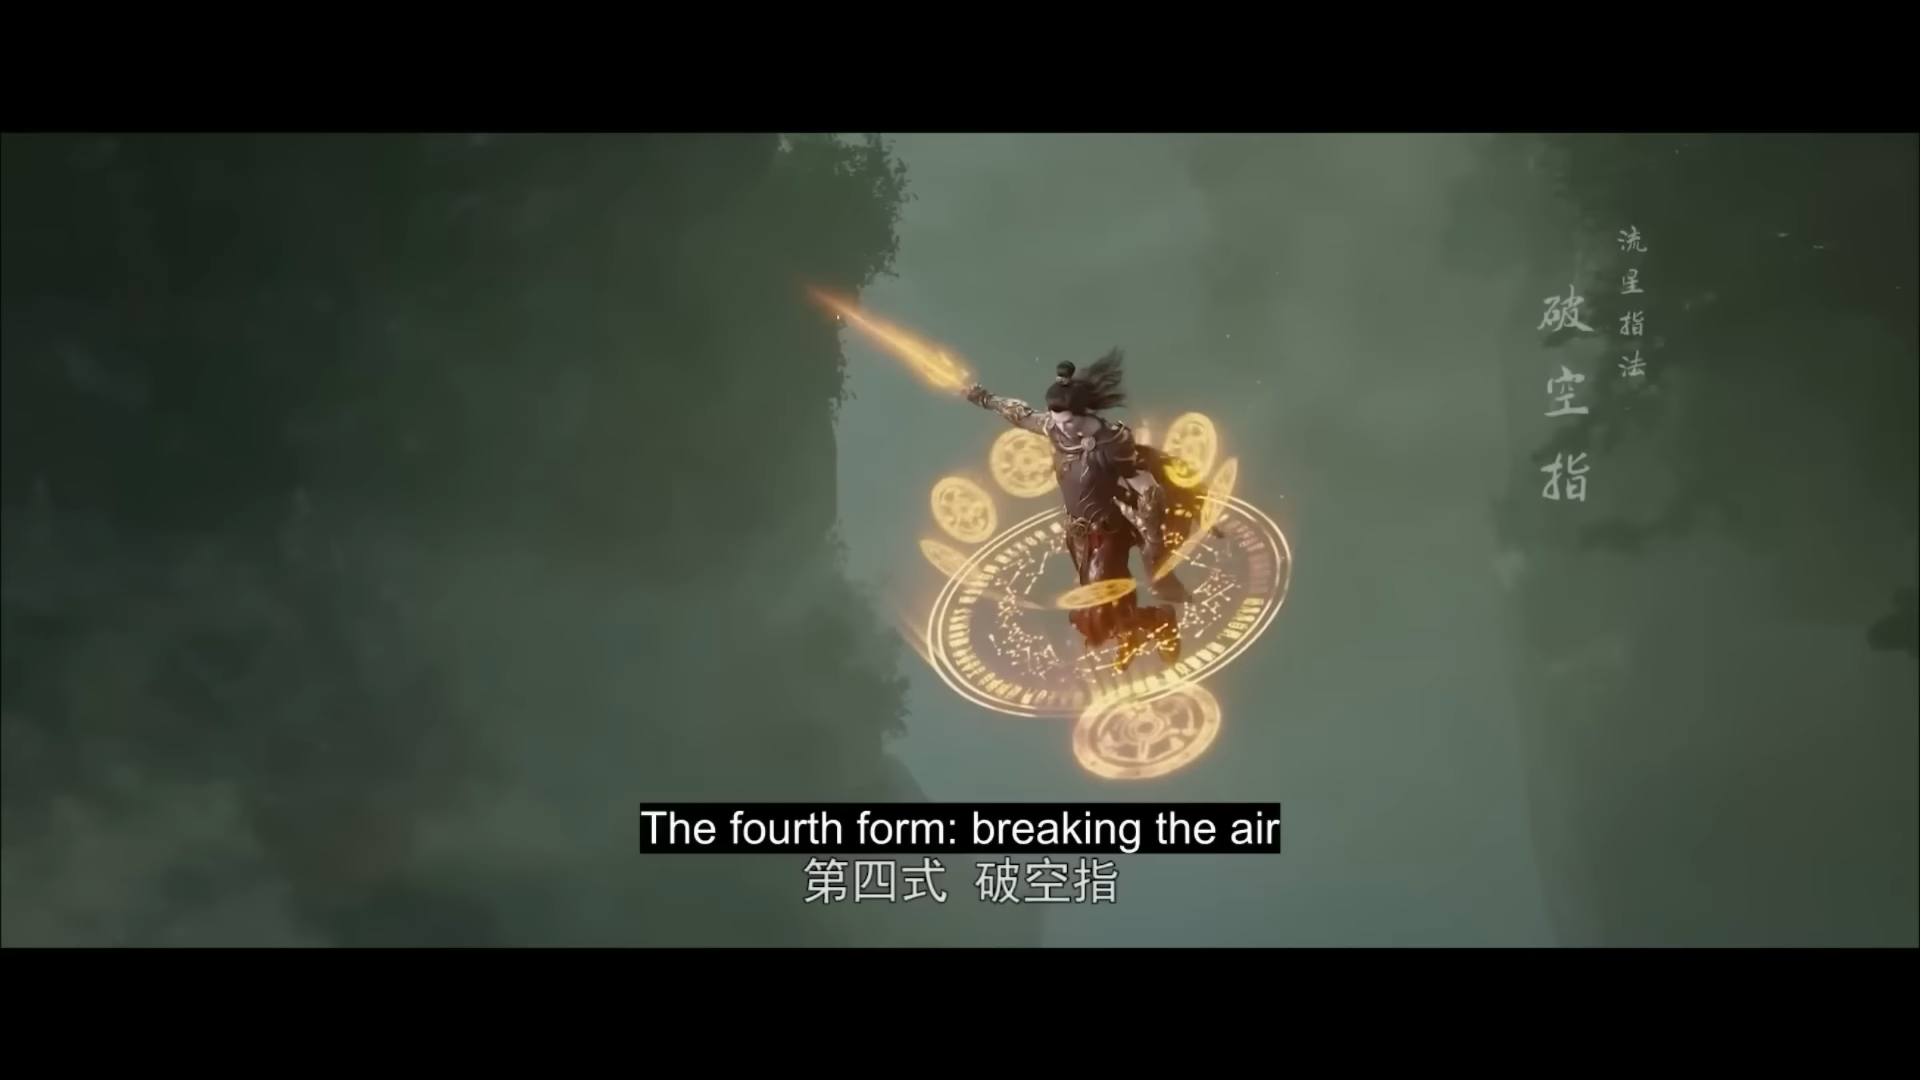 流星指法
破空指
The fourth form: breaking the air
第四式 破空指